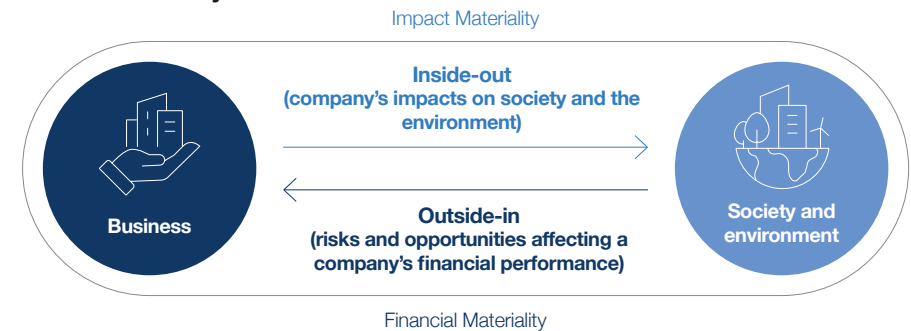 Impact Materiality
Inside-out
(company's impacts on society and the
environment)
Business
Outside-in
(risks and opportunities affecting a
company's financial performance)
Society and
environment
Financial Materiality